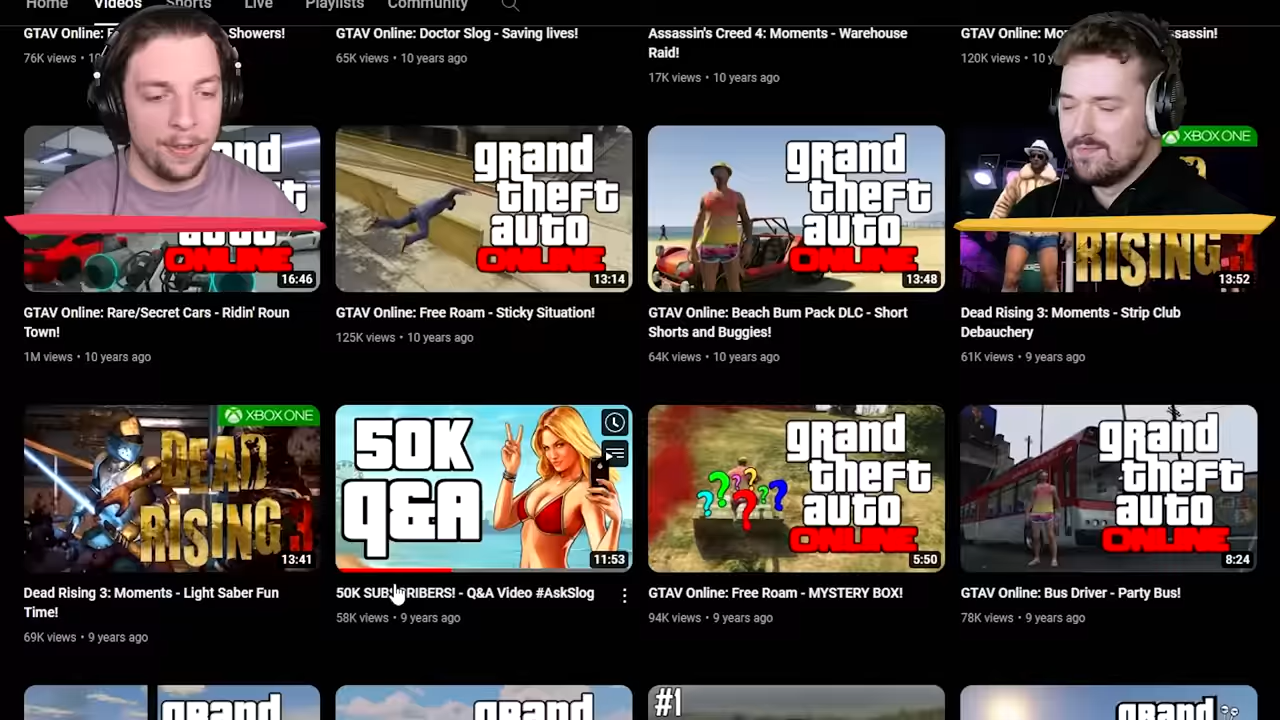 Home Videos Shorts Live Playlists Community
GTAV Online: Showers!
76K views •
GTAV Online: Doctor Slog - Saving lives!
65K views • 10 years ago
Assassin's Creed 4: Moments - Warehouse
Raid!
17K views • 10 years ago
GTAV Online:
120K views •
16:46
ONLINE
GTAV Online: Rare/Secret Cars - Ridin' Roun
Town!
1M views • 10 years ago
grand
theft
auto
ONLINE
13:14
GTAV Online: Free Roam - Sticky Situation!
125K views • 10 years ago
grand
theft
auto
ONLINE
13:48
GTAV Online: Beach Bum Pack DLC - Short
Shorts and Buggies!
64K views • 10 years ago
XBOX ONE
RISING 3
13:52
Dead Rising 3: Moments - Strip Club
Debauchery
61K views • 9 years ago
XBOX ONE
DEAD
RISING 3
13:41
Dead Rising 3: Moments - Light Saber Fun
Time!
69K views • 9 years ago
50K
q&A
11:53
50K SUBSCRIBERS! - Q&A Video #AskSlog
58K views • 9 years ago
grand
theft
auto
ONLINE
5:50
GTAV Online: Free Roam - MYSTERY BOX!
94K views • 9 years ago
grand
theft
auto
ONLINE
8:24
GTAV Online: Bus Driver - Party Bus!
78K views • 9 years ago
grand
grand
#1
grand